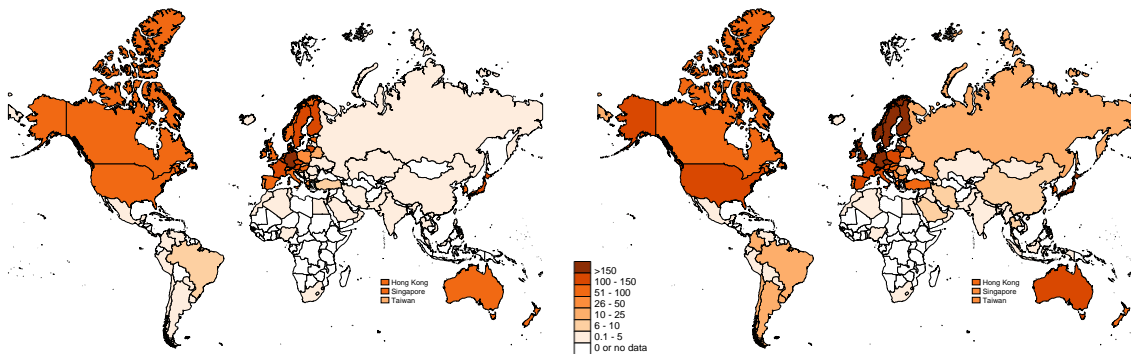 Hong Kong
Singapore
Taiwan
>150
100 - 150
51 - 100
26 - 50
10 - 25
6 - 10
0.1 - 5
0 or no data
Hong Kong
Singapore
Taiwan